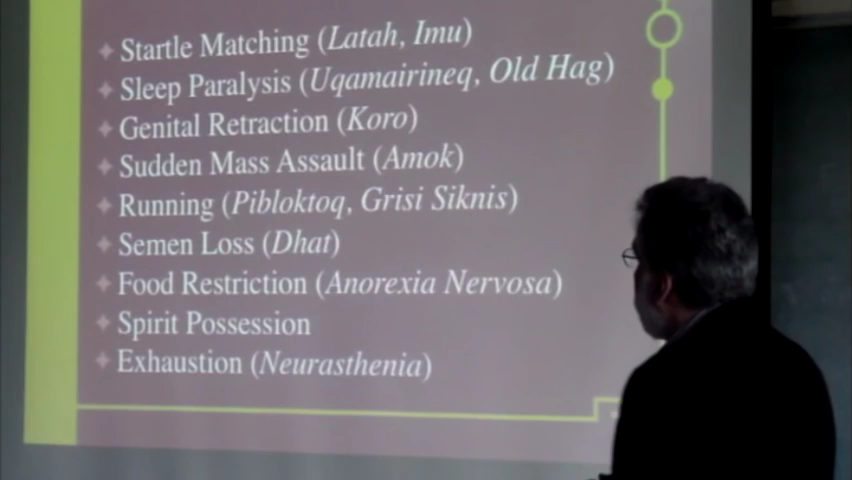 Startle Matching (Latah, Imu)
Sleep Paralysis (Uqamairineq, Old Hag)
Genital Retraction (Koro)
Sudden Mass Assault (Amok)
Running (Pibloktoq, Grisi Siknis)
Semen Loss (Dhat)
Food Restriction (Anorexia Nervosa)
Spirit Possession
Exhaustion (Neurasthenia)